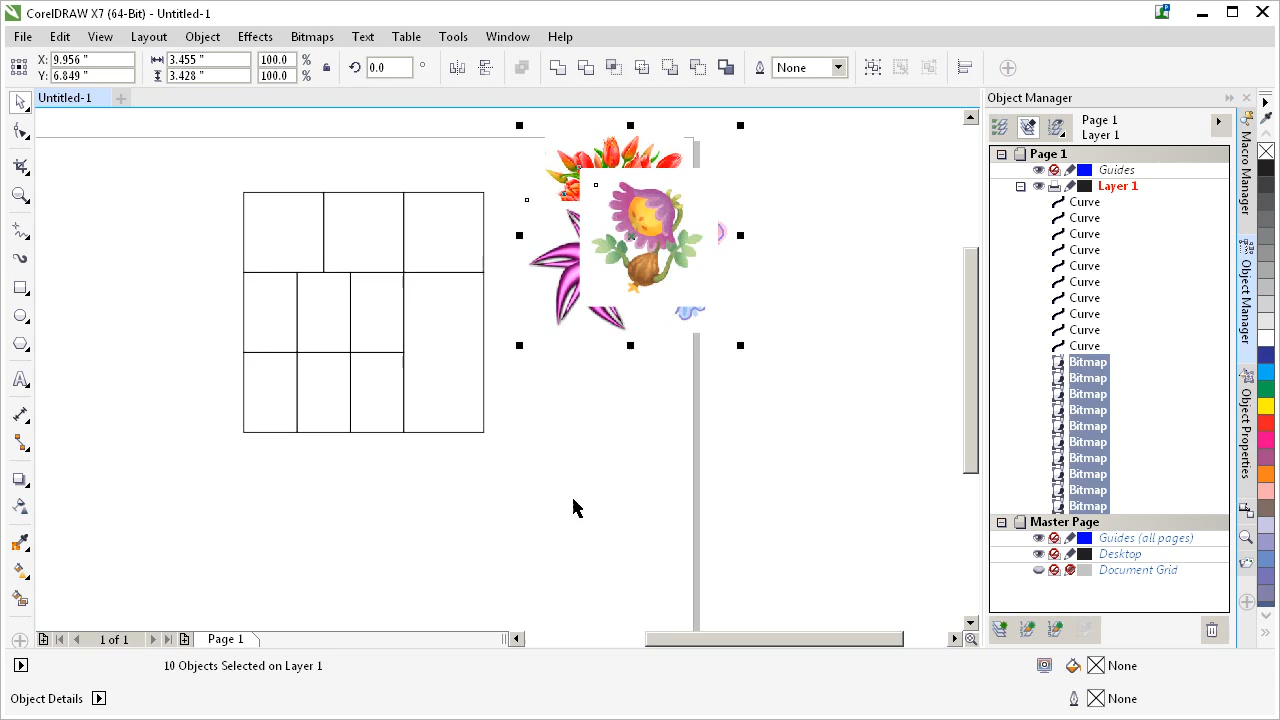 CorelDRAW X7 (64-Bit) - Untitled-1
File Edit View Layout Object Effects Bitmaps Text Table Tools Window Help
X: 9.956 " 3.455 " 100.0 % 0.0 ° None
Y: 6.849 " 3.428 " 100.0 %
Untitled-1
Object Manager
Page 1
Layer 1
Page 1
Guides
Layer 1
Curve
Curve
Curve
Curve
Curve
Curve
Curve
Curve
Curve
Curve
Bitmap
Bitmap
Bitmap
Bitmap
Bitmap
Bitmap
Bitmap
Bitmap
Bitmap
Bitmap
Master Page
Guides (all pages)
Desktop
Document Grid
Macro Manager
Object Manager
Object Properties
1 of 1 Page 1
10 Objects Selected on Layer 1 None
Object Details None